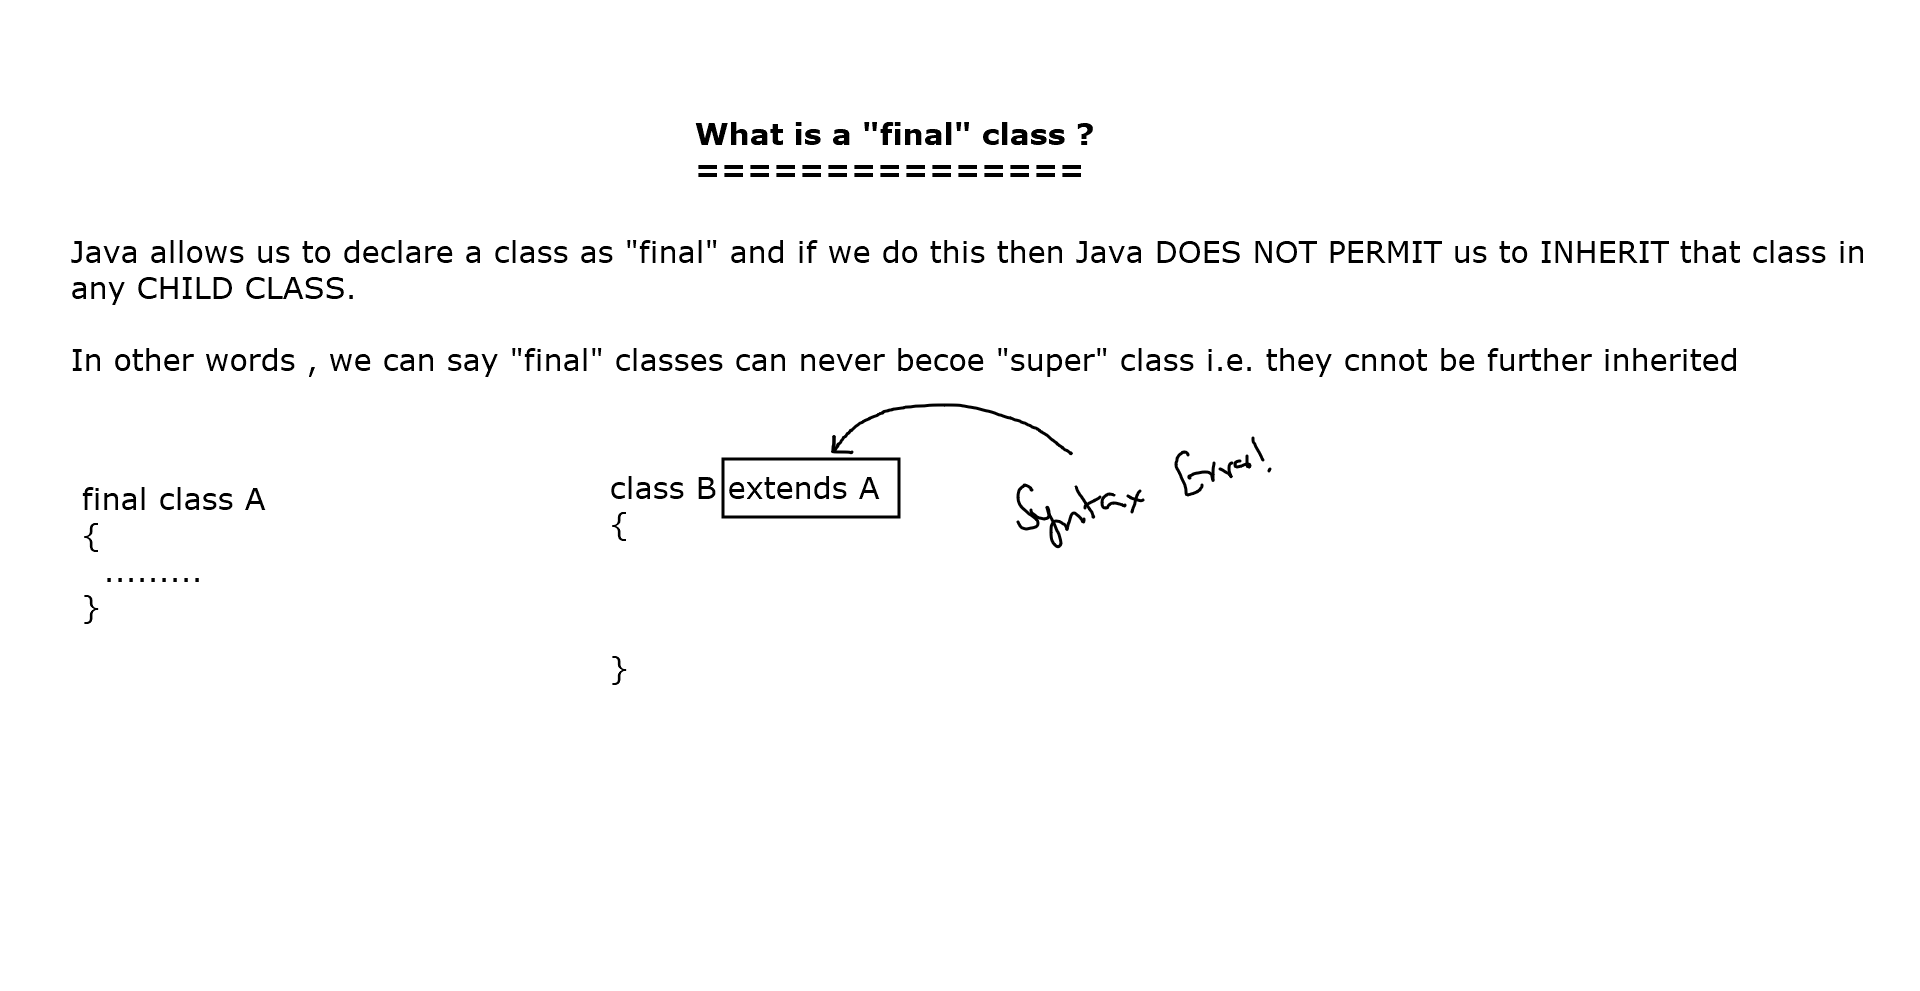 What is a "final" class ?
===============
Java allows us to declare a class as "final" and if we do this then Java DOES NOT PERMIT us to INHERIT that class in
any CHILD CLASS.
In other words , we can say "final" classes can never becoe "super" class i.e. they cnnot be further inherited
final class A
{
.........
}
class B extends A
{
}
Syntax Error!